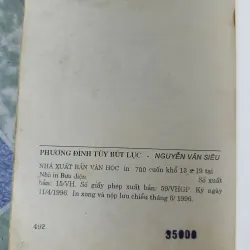 PHƯƠNG ĐÌNH TÙY BÚT LỤC - NGUYỄN VĂN SIÊU
NHÀ XUẤT BẢN VĂN HỌC in 700 cuốn khổ 13 x 19 tại
Nhà in Bưu điện Số xuất
bản: 15/VH. Số giấy phép xuất bản: 59/VHGP. Ký ngày
11/4/1996. In xong và nộp lưu chiểu tháng 6/1996.
35000
492